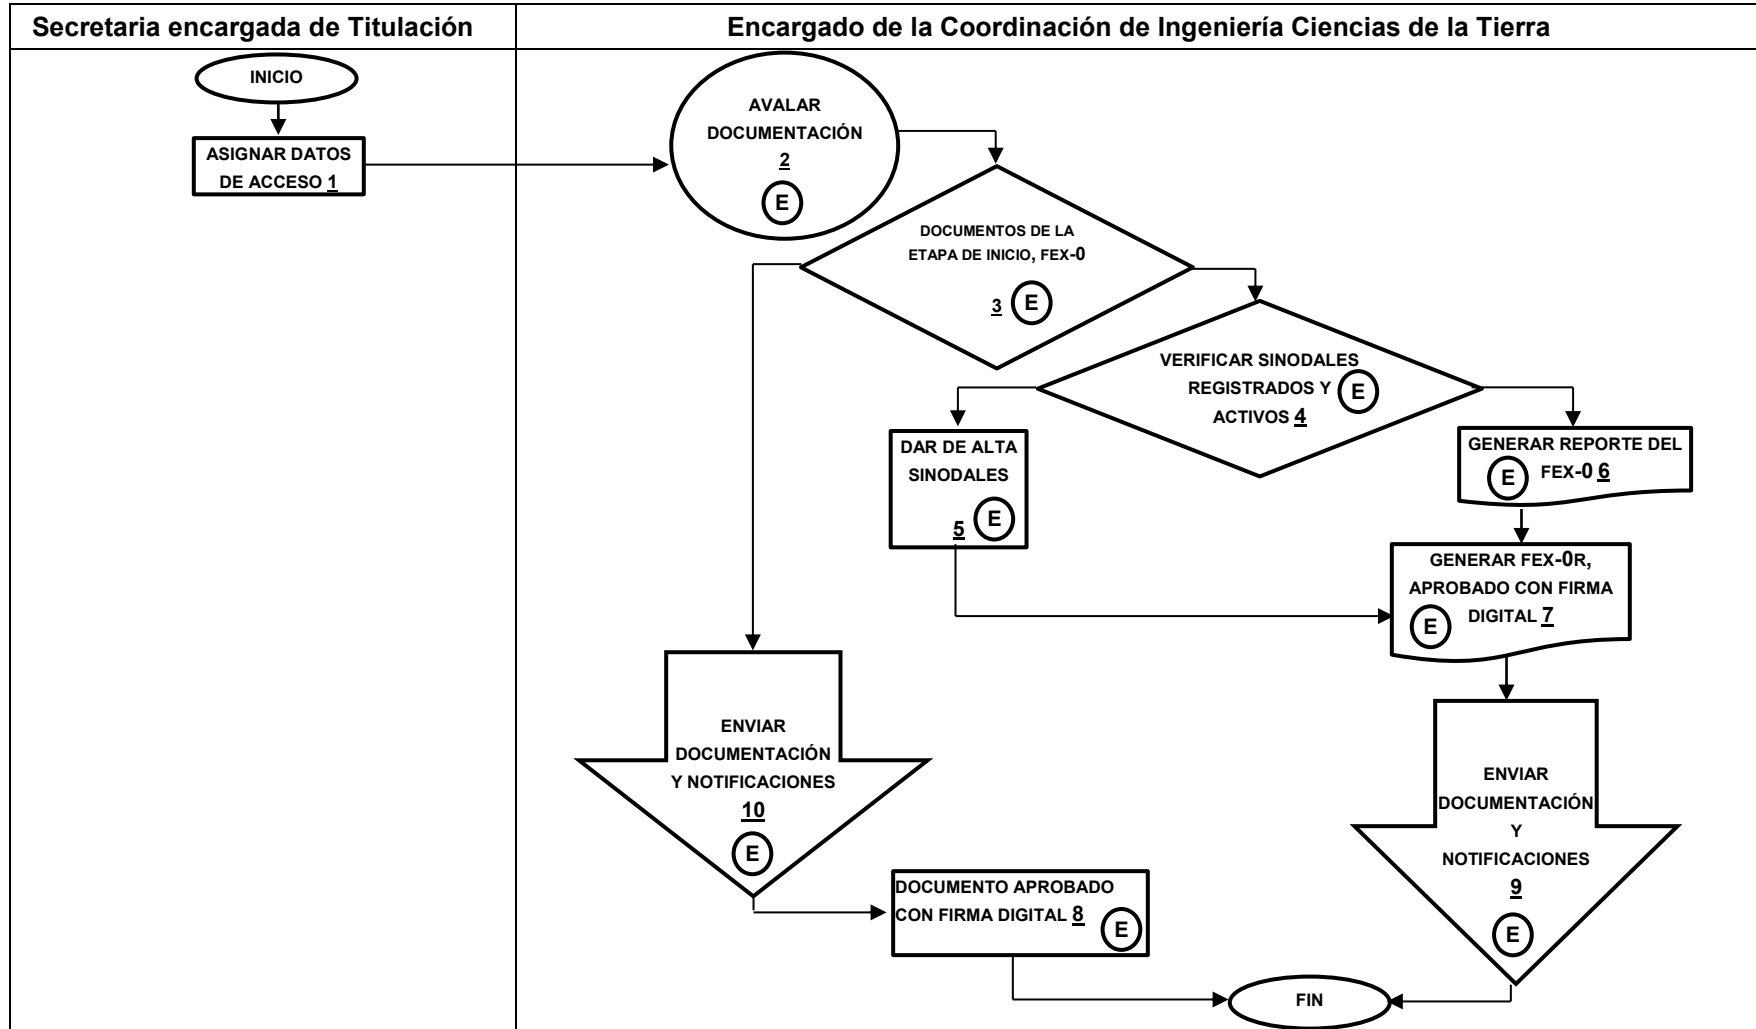 Secretaria encargada de Titulación
Encargado de la Coordinación de Ingeniería Ciencias de la Tierra
INICIO
ASIGNAR DATOS
DE ACCESO 1
AVALAR
DOCUMENTACIÓN
2
E
DOCUMENTOS DE LA
ETAPA DE INICIO, FEX-0
3 E
VERIFICAR SINODALES
REGISTRADOS Y E
ACTIVOS 4
DAR DE ALTA
SINODALES
5 E
GENERAR REPORTE DEL
E FEX-0 6
GENERAR FEX-0R,
APROBADO CON FIRMA
DIGITAL 7
E
ENVIAR
DOCUMENTACIÓN
Y NOTIFICACIONES
10
E
DOCUMENTO APROBADO
CON FIRMA DIGITAL 8
E
ENVIAR
DOCUMENTACIÓN
Y
NOTIFICACIONES
9
E
FIN